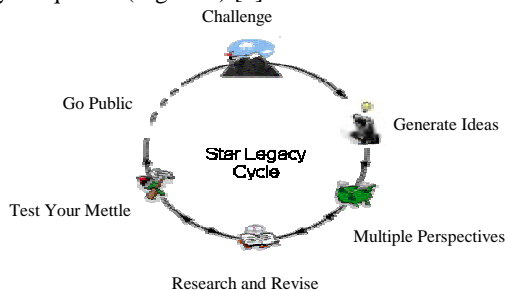 Challenge
Go Public
Generate Ideas
Star Legacy
Cycle
Test Your Mettle
Multiple Perspectives
Research and Revise